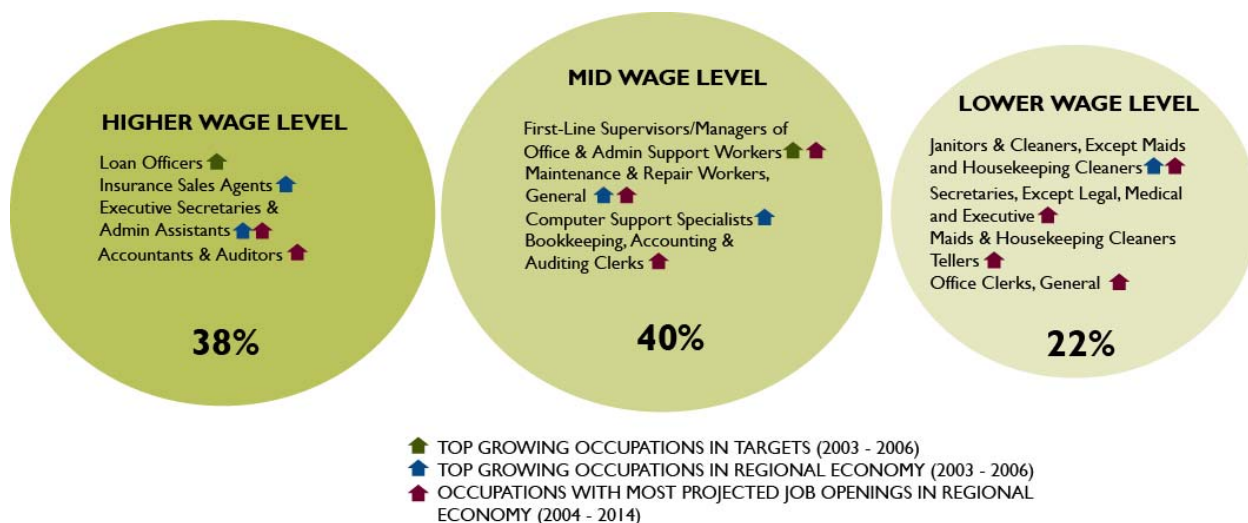 HIGHER WAGE LEVEL
Loan Officers
Insurance Sales Agents
Executive Secretaries &
Admin Assistants
Accountants & Auditors
38%
MID WAGE LEVEL
First-Line Supervisors/Managers of
Office & Admin Support Workers
Maintenance & Repair Workers,
General
Computer Support Specialists
Bookkeeping, Accounting &
Auditing Clerks
40%
LOWER WAGE LEVEL
Janitors & Cleaners, Except Maids
and Housekeeping Cleaners
Secretaries, Except Legal, Medical
and Executive
Maids & Housekeeping Cleaners
Tellers
Office Clerks, General
22%
TOP GROWING OCCUPATIONS IN TARGETS (2003 - 2006)
TOP GROWING OCCUPATIONS IN REGIONAL ECONOMY (2003 - 2006)
OCCUPATIONS WITH MOST PROJECTED JOB OPENINGS IN REGIONAL
ECONOMY (2004 - 2014)